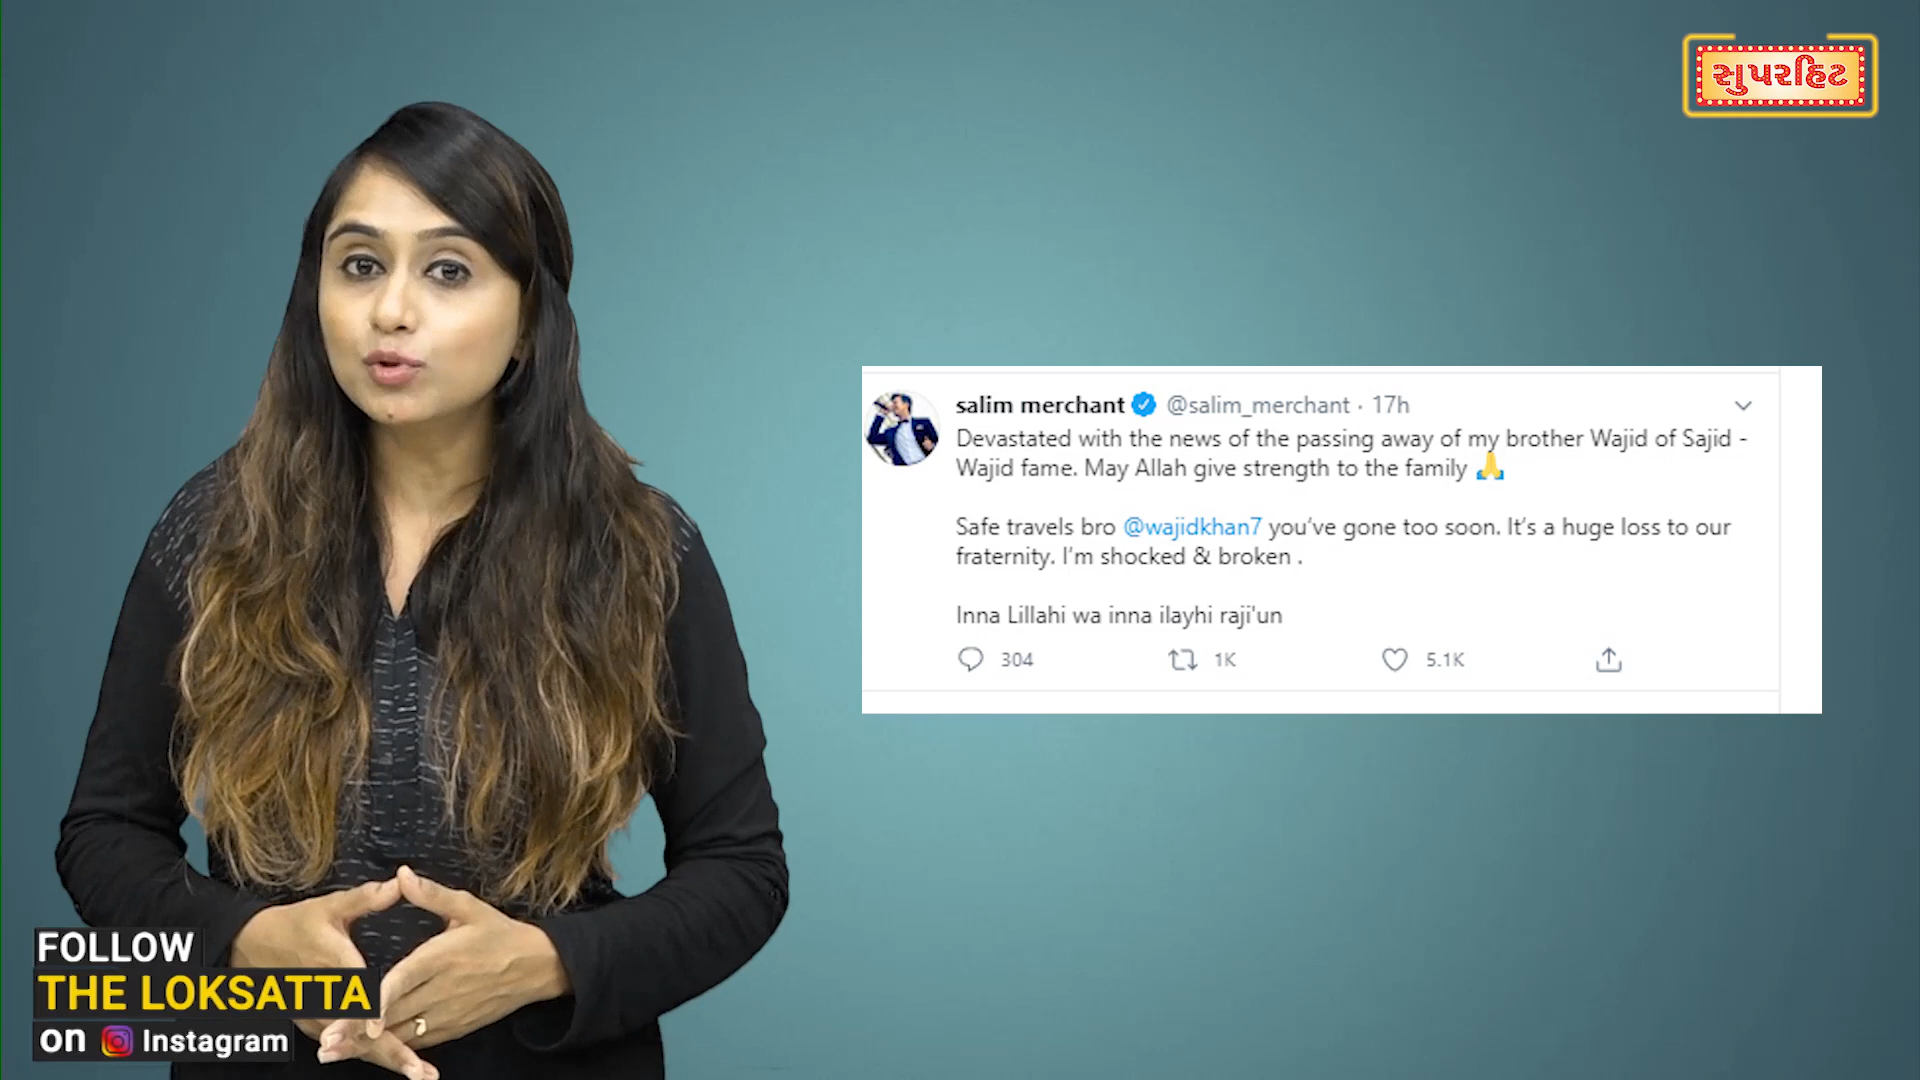 સુપરહિટ
salim merchant @salim_merchant · 17h
Devastated with the news of the passing away of my brother Wajid of Sajid -
Wajid fame. May Allah give strength to the family 🙏
Safe travels bro @wajidkhan7 you've gone too soon. It's a huge loss to our
fraternity. I'm shocked & broken .
Inna Lillahi wa inna ilayhi raji'un
304 1K 5.1K
FOLLOW
THE LOKSATTA
on Instagram